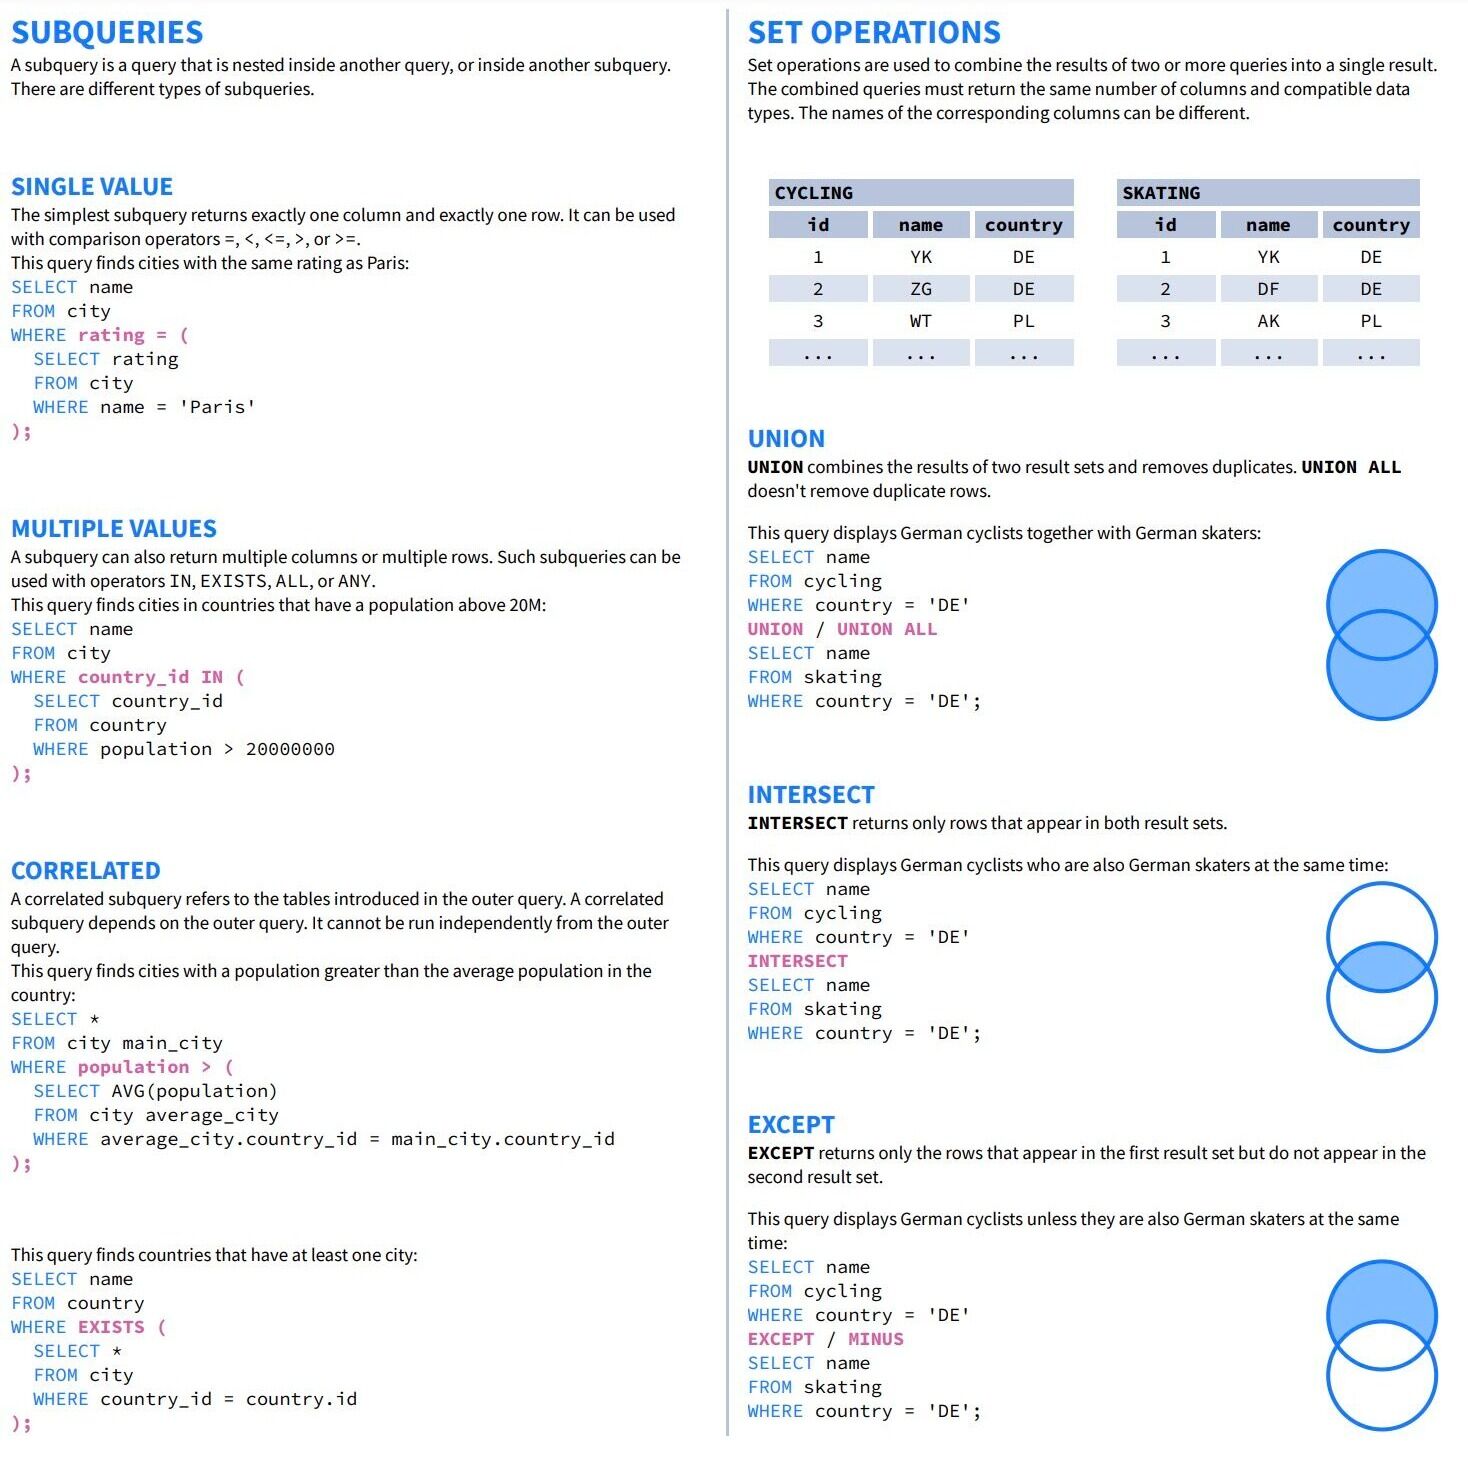 SUBQUERIES
A subquery is a query that is nested inside another query, or inside another subquery.
There are different types of subqueries.
SINGLE VALUE
The simplest subquery returns exactly one column and exactly one row. It can be used
with comparison operators =, <, <=, >, or >=.
This query finds cities with the same rating as Paris:
SELECT name
FROM city
WHERE rating = (
  SELECT rating
  FROM city
  WHERE name = 'Paris'
);
MULTIPLE VALUES
A subquery can also return multiple columns or multiple rows. Such subqueries can be
used with operators IN, EXISTS, ALL, or ANY.
This query finds cities in countries that have a population above 20M:
SELECT name
FROM city
WHERE country_id IN (
  SELECT country_id
  FROM country
  WHERE population > 20000000
);
CORRELATED
A correlated subquery refers to the tables introduced in the outer query. A correlated
subquery depends on the outer query. It cannot be run independently from the outer
query.
This query finds cities with a population greater than the average population in the
country:
SELECT *
FROM city main_city
WHERE population > (
  SELECT AVG(population)
  FROM city average_city
  WHERE average_city.country_id = main_city.country_id
);
This query finds countries that have at least one city:
SELECT name
FROM country
WHERE EXISTS (
  SELECT *
  FROM city
  WHERE country_id = country.id
);
SET OPERATIONS
Set operations are used to combine the results of two or more queries into a single result.
The combined queries must return the same number of columns and compatible data
types. The names of the corresponding columns can be different.
CYCLING
id name country
1 YK DE
2 ZG DE
3 WT PL
... ... ...
SKATING
id name country
1 YK DE
2 DF DE
3 AK PL
... ... ...
UNION
UNION combines the results of two result sets and removes duplicates. UNION ALL
doesn't remove duplicate rows.
This query displays German cyclists together with German skaters:
SELECT name
FROM cycling
WHERE country = 'DE'
UNION / UNION ALL
SELECT name
FROM skating
WHERE country = 'DE';
INTERSECT
INTERSECT returns only rows that appear in both result sets.
This query displays German cyclists who are also German skaters at the same time:
SELECT name
FROM cycling
WHERE country = 'DE'
INTERSECT
SELECT name
FROM skating
WHERE country = 'DE';
EXCEPT
EXCEPT returns only the rows that appear in the first result set but do not appear in the
second result set.
This query displays German cyclists unless they are also German skaters at the same
time:
SELECT name
FROM cycling
WHERE country = 'DE'
EXCEPT / MINUS
SELECT name
FROM skating
WHERE country = 'DE';